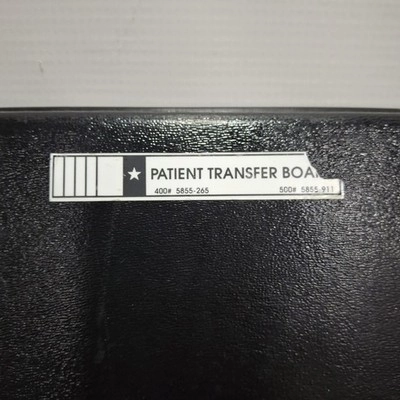 PATIENT TRANSFER BOA
400# 5855-265 500# 5855-911